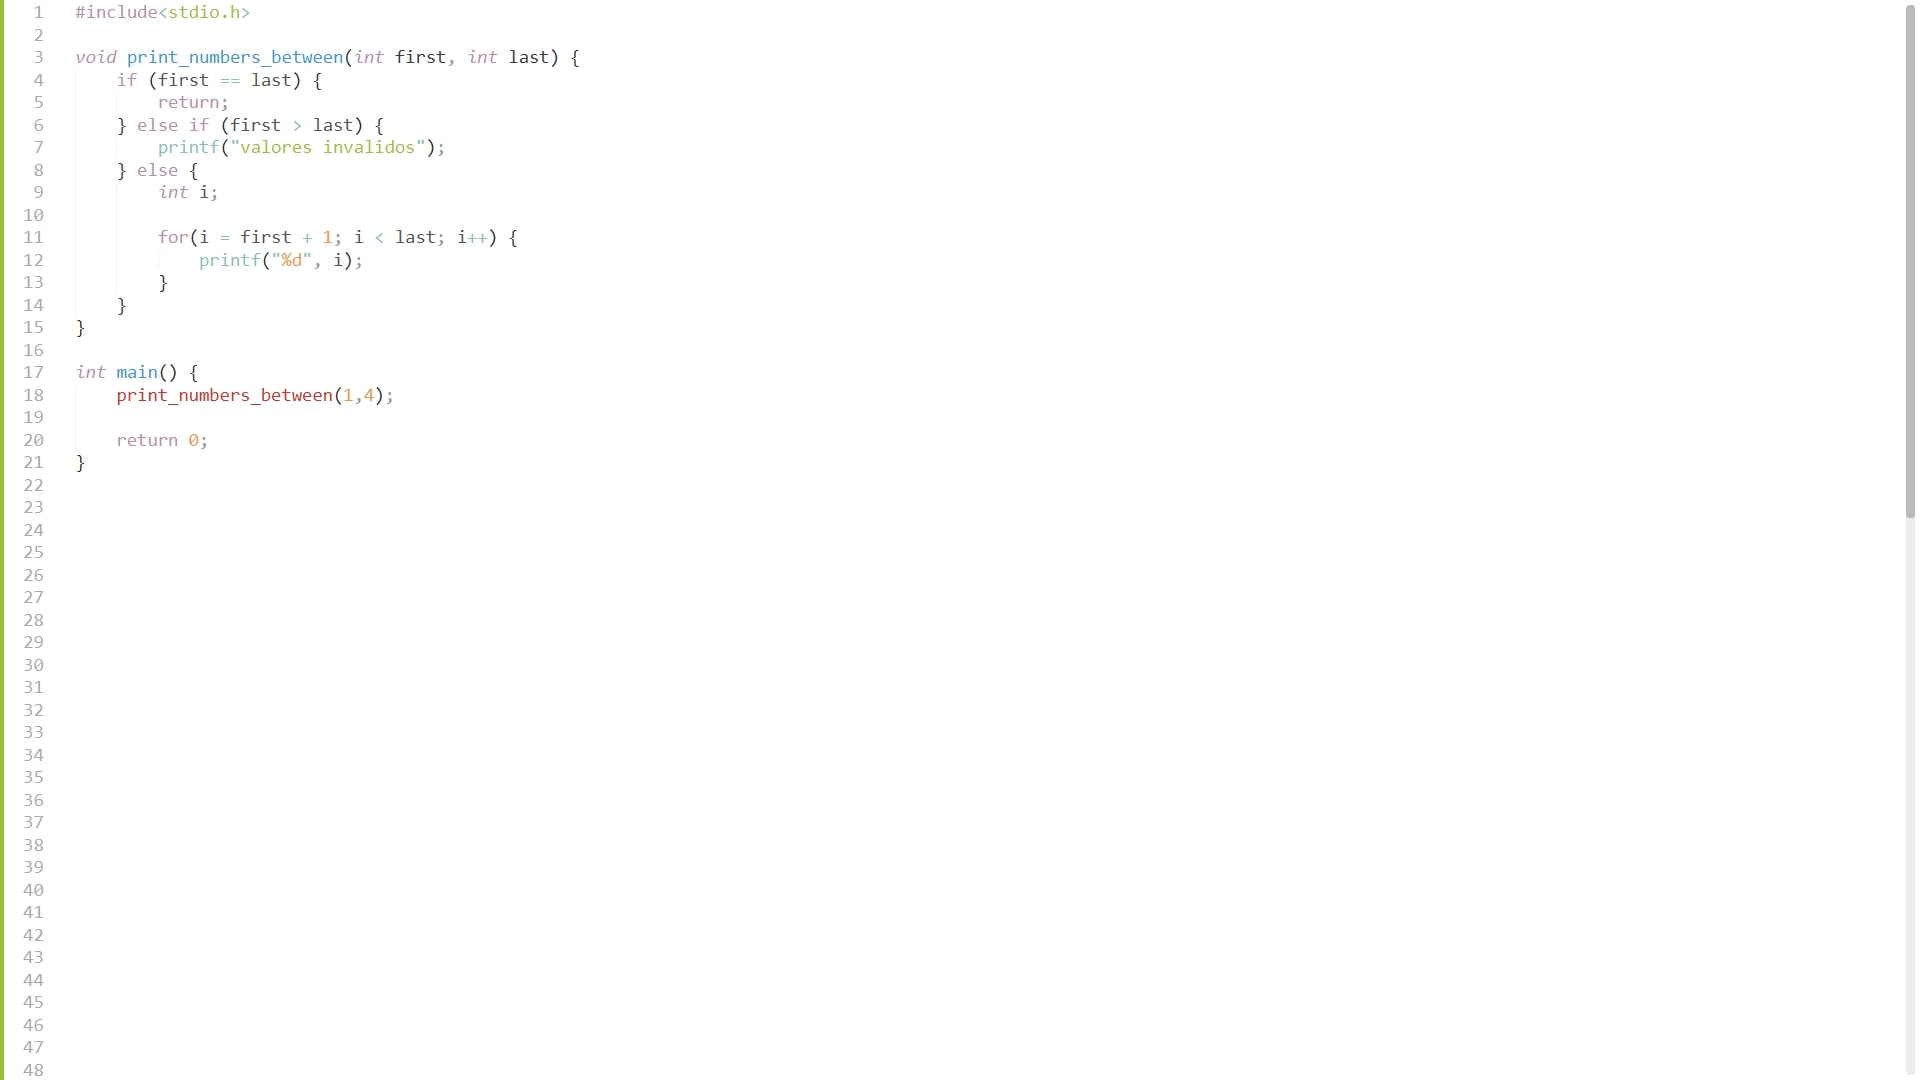 1 #include<stdio.h>
2
3 void print_numbers_between(int first, int last) {
4     if (first == last) {
5         return;
6     } else if (first > last) {
7         printf("valores invalidos");
8     } else {
9         int i;
10
11         for(i = first + 1; i < last; i++) {
12             printf("%d", i);
13         }
14     }
15 }
16
17 int main() {
18     print_numbers_between(1,4);
19
20     return 0;
21 }
22
23
24
25
26
27
28
29
30
31
32
33
34
35
36
37
38
39
40
41
42
43
44
45
46
47
48